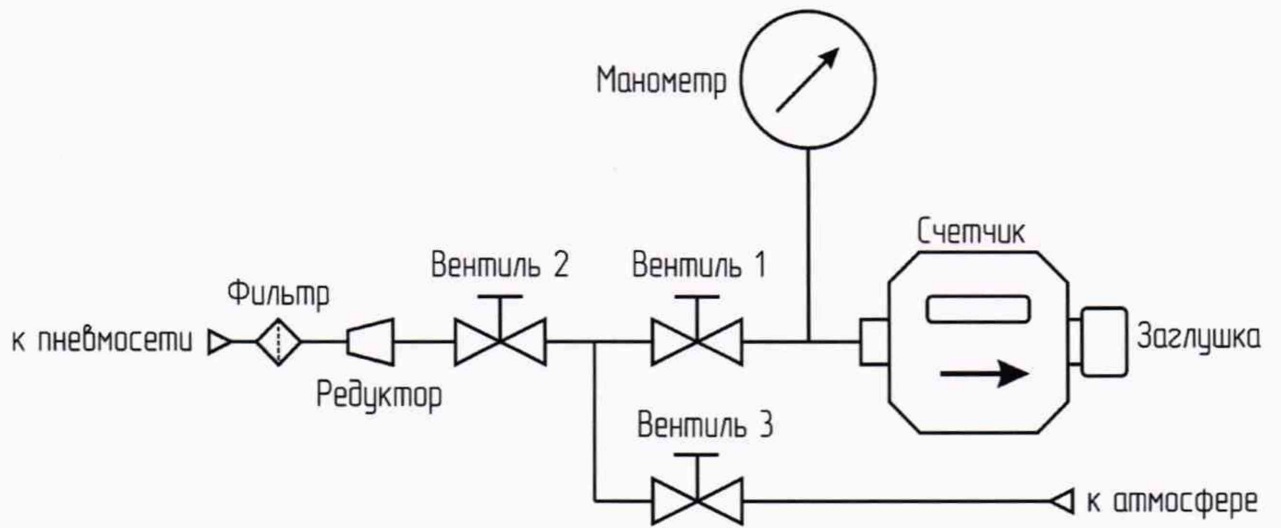 Манометр
Счетчик
Вентиль 2
Вентиль 1
Фильтр
к пневмосети
Заглушка
Редуктор
Вентиль 3
к атмосфере